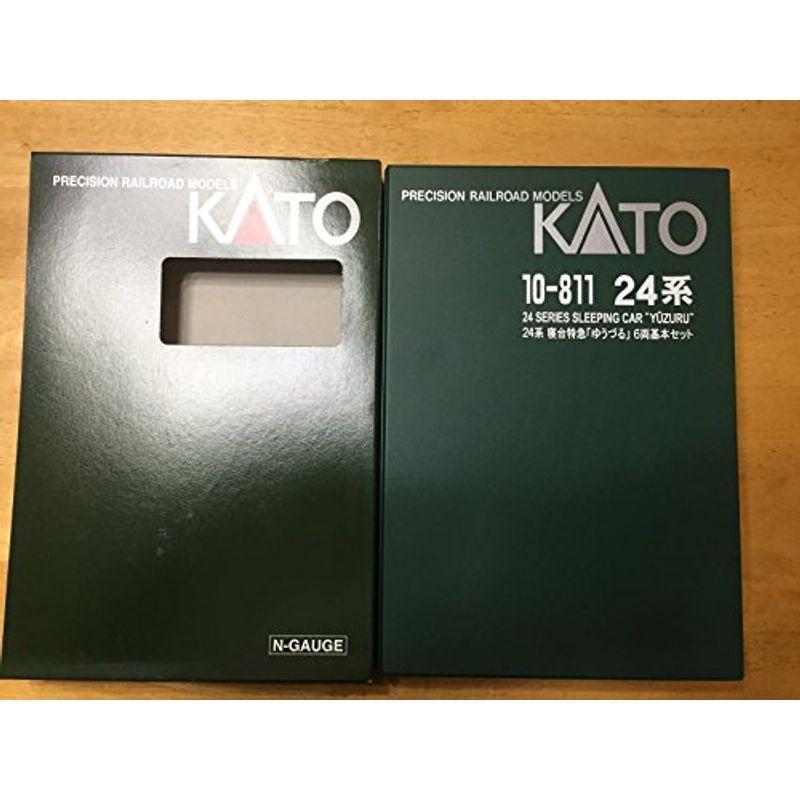 PRECISION RAILROAD MODELS
KATO
N-GAUGE
PRECISION RAILROAD MODELS
KATO
10-811 24系
24 SERIES SLEEPING CAR "YŪZURU"
24系 寝台特急「ゆうづる」 6両基本セット